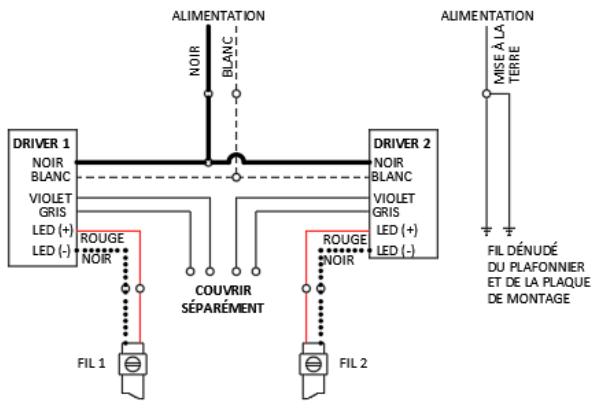 ALIMENTATION
NOIR
BLANC
ALIMENTATION
MISE À LA
TERRE
DRIVER 1
NOIR
BLANC
VIOLET
GRIS
LED (+)
LED (-)
ROUGE
NOIR
DRIVER 2
NOIR
BLANC
VIOLET
GRIS
LED (+)
LED (-)
ROUGE
NOIR
COUVRIR
SÉPARÉMENT
FIL DÉNUDÉ
DU PLAFONNIER
ET DE LA PLAQUE
DE MONTAGE
FIL 1
FIL 2